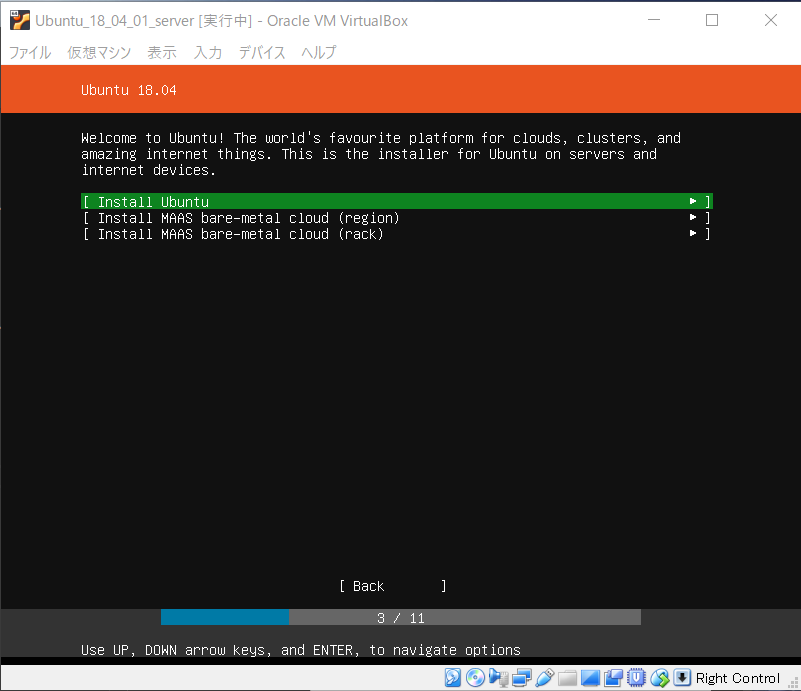 Ubuntu_18_04_01_server [実行中] - Oracle VM VirtualBox
ファイル 仮想マシン 表示 入力 デバイス ヘルプ
Ubuntu 18.04
Welcome to Ubuntu! The world's favourite platform for clouds, clusters, and
amazing internet things. This is the installer for Ubuntu on servers and
internet devices.
[ Install Ubuntu ▸ ]
[ Install MAAS bare-metal cloud (region) ▸ ]
[ Install MAAS bare-metal cloud (rack) ▸ ]
[ Back ]
3 / 11
Use UP, DOWN arrow keys, and ENTER, to navigate options
Right Control